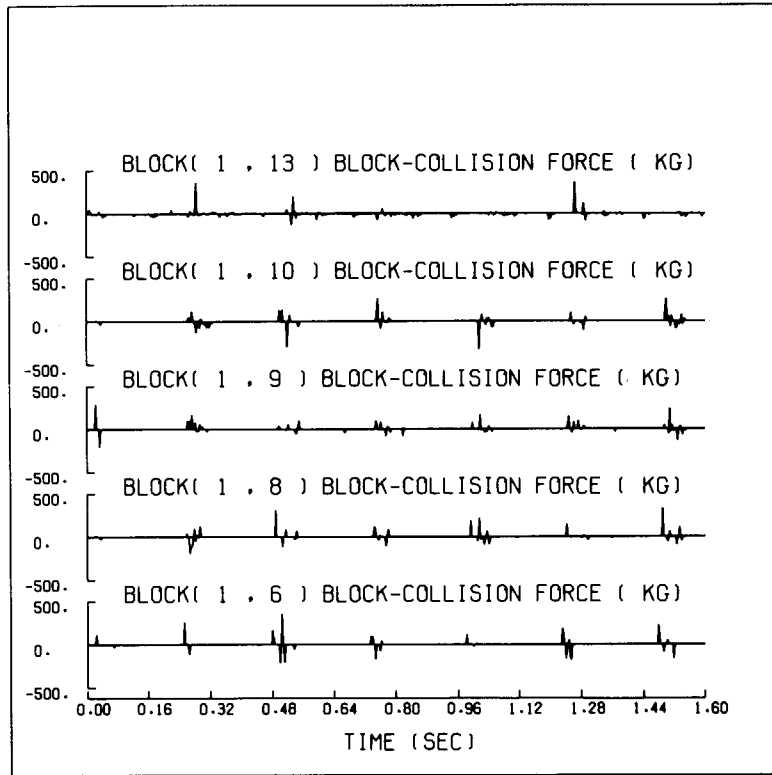 BLOCK( 1 , 13 ) BLOCK-COLLISION FORCE ( KG)
500.
0.
-500.
BLOCK( 1 , 10 ) BLOCK-COLLISION FORCE ( KG)
500.
0.
-500.
BLOCK( 1 , 9 ) BLOCK-COLLISION FORCE ( KG)
500.
0.
-500.
BLOCK( 1 , 8 ) BLOCK-COLLISION FORCE ( KG)
500.
0.
-500.
BLOCK( 1 , 6 ) BLOCK-COLLISION FORCE ( KG)
500.
0.
-500.
0.00 0.16 0.32 0.48 0.64 0.80 0.96 1.12 1.28 1.44 1.60
TIME (SEC)